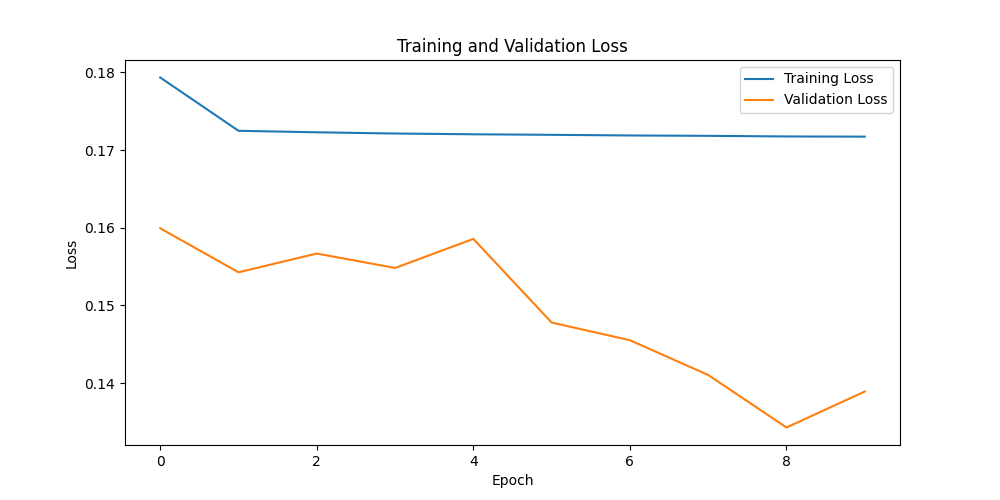 Training and Validation Loss
Training Loss
Validation Loss
0.18
0.17
0.16
0.15
0.14
Loss
0 2 4 6 8
Epoch